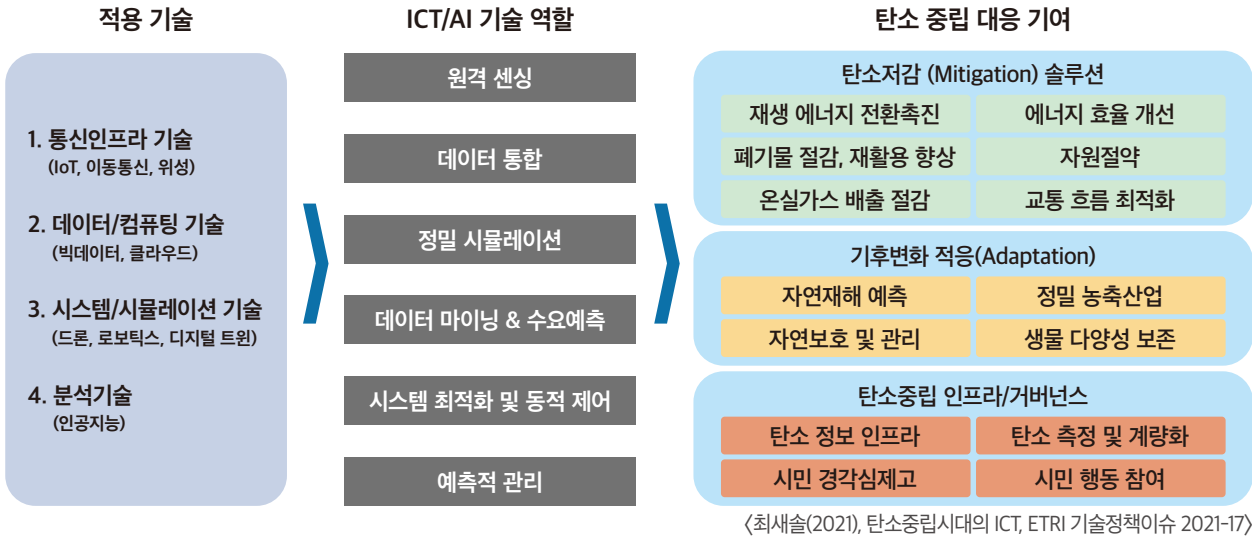 적용 기술
1. 통신인프라 기술
(IoT, 이동통신, 위성)
2. 데이터/컴퓨팅 기술
(빅데이터, 클라우드)
3. 시스템/시뮬레이션 기술
(드론, 로보틱스, 디지털 트윈)
4. 분석기술
(인공지능)
ICT/AI 기술 역할
원격 센싱
데이터 통합
정밀 시뮬레이션
데이터 마이닝 & 수요예측
시스템 최적화 및 동적 제어
예측적 관리
탄소 중립 대응 기여
탄소저감 (Mitigation) 솔루션
재생 에너지 전환촉진
에너지 효율 개선
폐기물 절감, 재활용 향상
자원절약
온실가스 배출 절감
교통 흐름 최적화
기후변화 적응(Adaptation)
자연재해 예측
정밀 농축산업
자연보호 및 관리
생물 다양성 보존
탄소중립 인프라/거버넌스
탄소 정보 인프라
탄소 측정 및 계량화
시민 경각심제고
시민 행동 참여
〈최새솔(2021), 탄소중립시대의 ICT, ETRI 기술정책이슈 2021-17〉